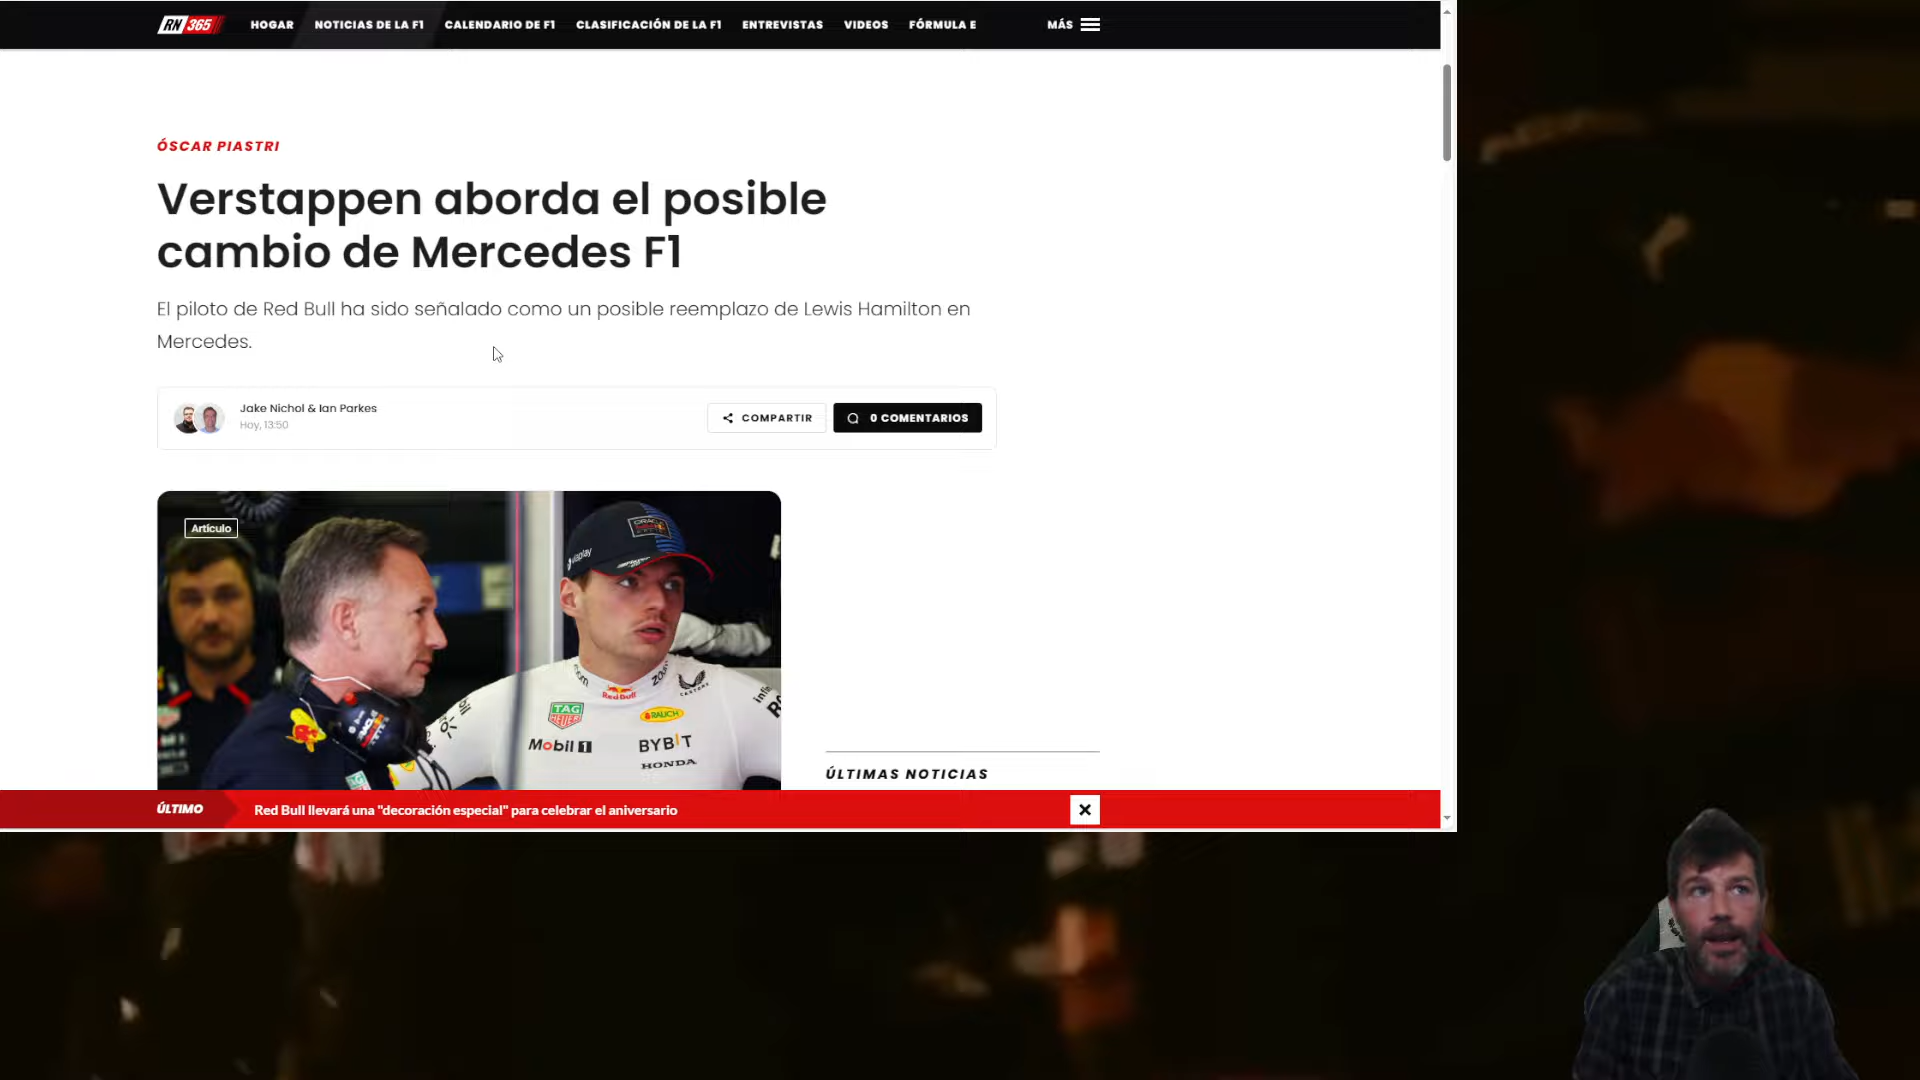 RN 365
HOGAR
NOTICIAS DE LA F1
CALENDARIO DE F1
CLASIFICACIÓN DE LA F1
ENTREVISTAS
VIDEOS
FÓRMULA E
MÁS
ÓSCAR PIASTRI
Verstappen aborda el posible
cambio de Mercedes F1
El piloto de Red Bull ha sido señalado como un posible reemplazo de Lewis Hamilton en
Mercedes.
Jake Nichol & Ian Parkes
Hoy, 13:50
COMPARTIR
0 COMENTARIOS
Artículo
ORACLE
viaplay
Red Bull
CASTORE
TAG
HEUER
RAUCH
Mobil 1
BYBIT
HONDA
ÚLTIMAS NOTICIAS
ÚLTIMO
Red Bull llevará una "decoración especial" para celebrar el aniversario